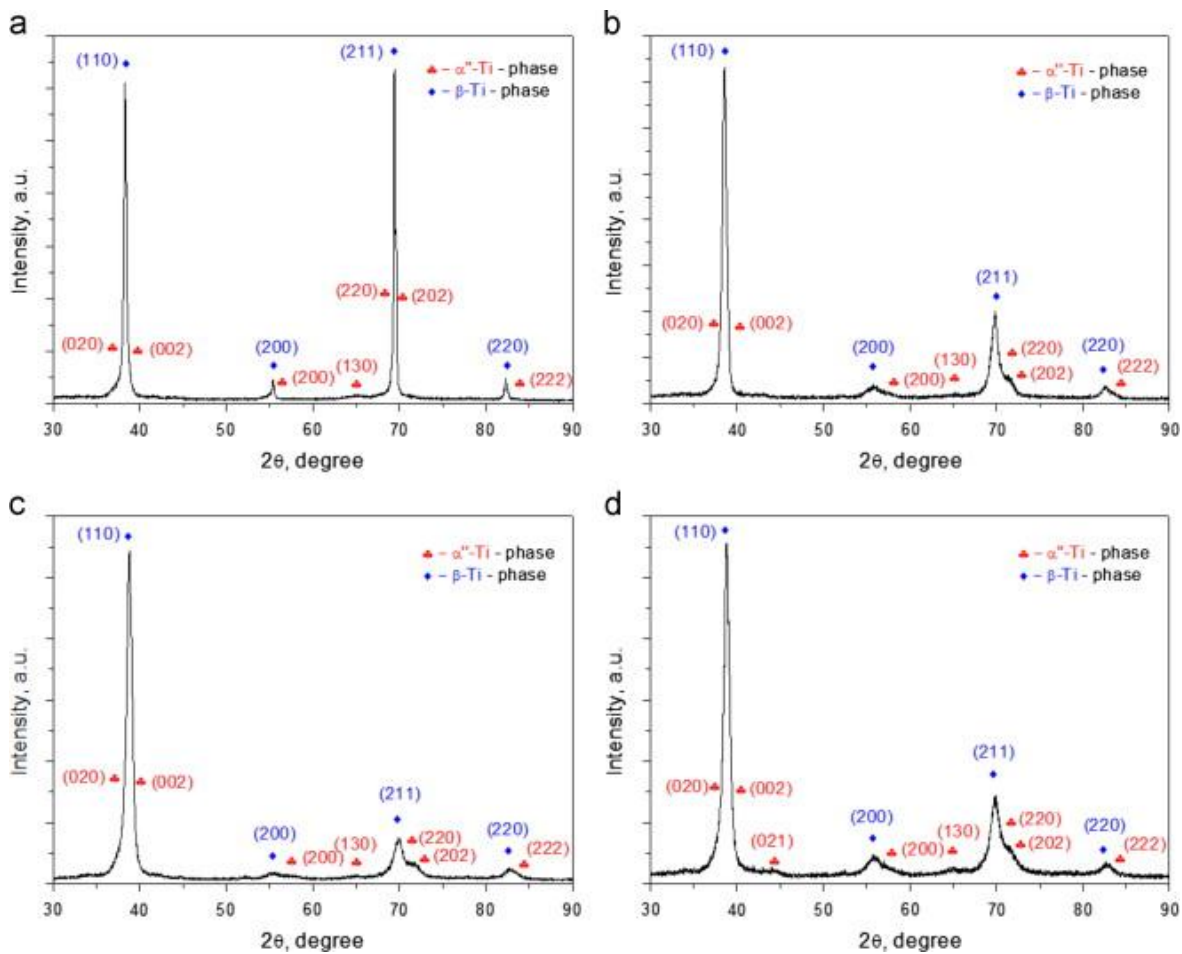 a
(110)
(211)
- α"-Ti - phase
- β-Ti - phase
(220) (202)
(020) (002)
(200)
(200)
(130)
(220)
(222)
Intensity, a.u.
30 40 50 60 70 80 90
2θ, degree
b
(110)
- α"-Ti - phase
- β-Ti - phase
(211)
(020) (002)
(200)
(200)
(130)
(220)
(202)
(220)
(222)
Intensity, a.u.
30 40 50 60 70 80 90
2θ, degree
c
(110)
- α"-Ti - phase
- β-Ti - phase
(020) (002)
(211)
(200)
(200)
(130)
(220)
(202)
(220)
(222)
Intensity, a.u.
30 40 50 60 70 80 90
2θ, degree
d
(110)
- α"-Ti - phase
- β-Ti - phase
(211)
(020) (002)
(021)
(200)
(200)
(130)
(220)
(202)
(220)
(222)
Intensity, a.u.
30 40 50 60 70 80 90
2θ, degree